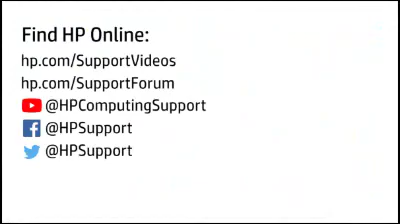 Find HP Online:
hp.com/SupportVideos
hp.com/SupportForum
@HPComputingSupport
@HPSupport
@HPSupport